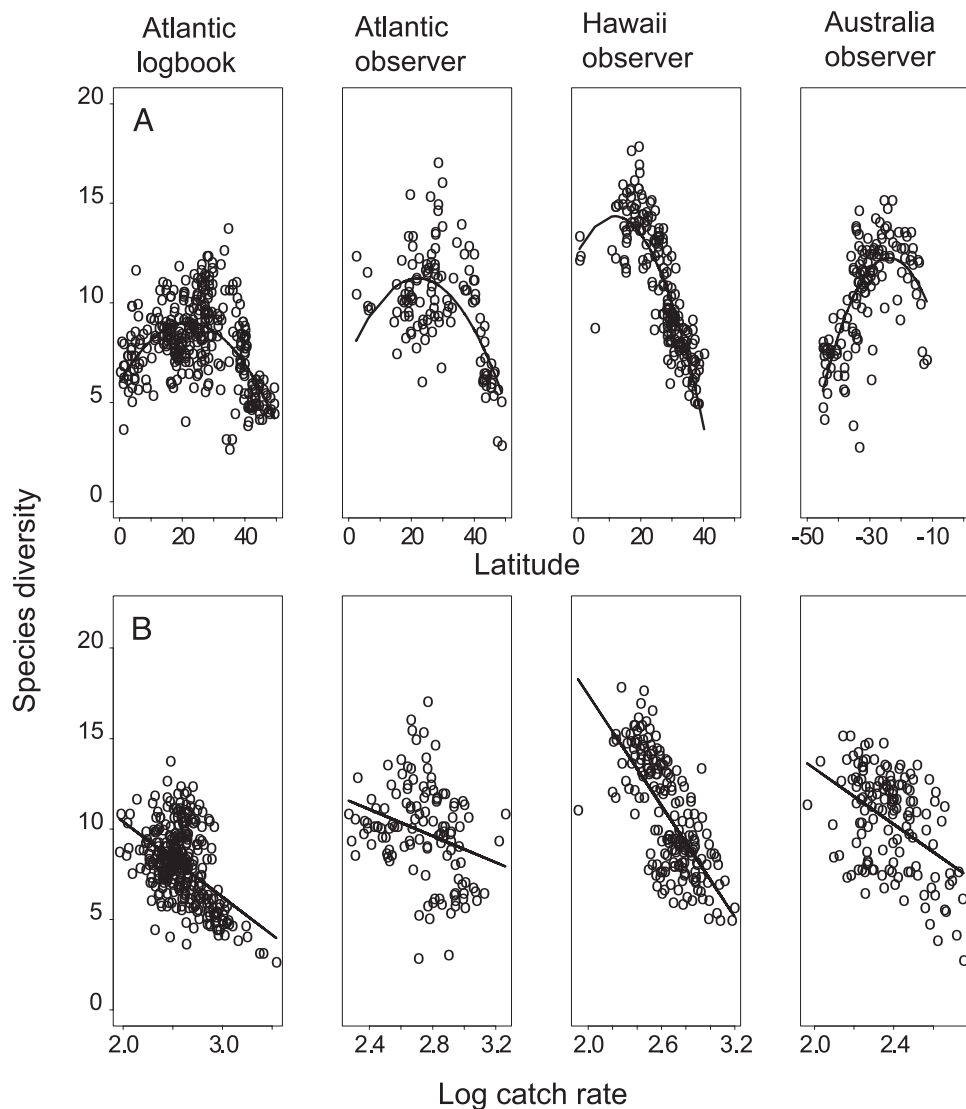 Atlantic logbook
Atlantic observer
Hawaii observer
Australia observer
Species diversity
A
20
15
10
5
0
0 20 40
0 20 40
0 20 40
-50 -30 -10
Latitude
B
20
15
10
5
0
2.0 3.0
2.4 2.8 3.2
2.0 2.6 3.2
2.0 2.4
Log catch rate